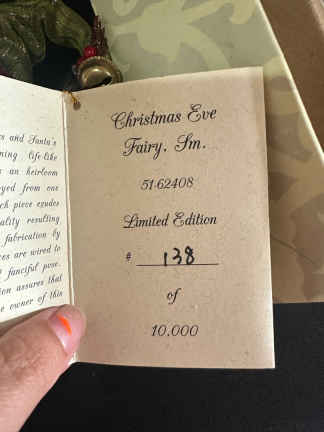 s and Santa's
ning life-like
s an heirloom
yed from one
ch piece exudes
ality resulting
fabrication by
es are wired to
fanciful pose.
ion assures that
e owner of this
Christmas Eve
Fairy, Sm.
51-62408
Limited Edition
# 138
of
10,000